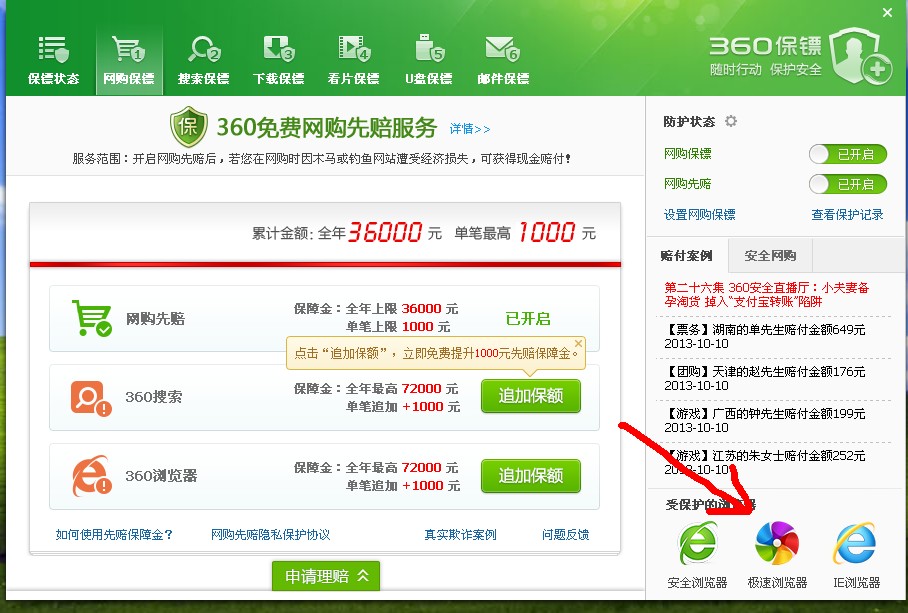 保镖状态
网购保镖
1
搜索保镖
2
下载保镖
3
看片保镖
4
U盘保镖
5
邮件保镖
6
360保镖
随时行动 保护安全
保
360免费网购先赔服务 详情>>
服务范围：开启网购先赔后，若您在网购时因木马或钓鱼网站遭受经济损失，可获得现金赔付！
累计金额: 全年36000 元 单笔最高 1000 元
网购先赔
保障金：全年上限 36000 元
单笔上限 1000 元
已开启
点击“追加保额”，立即免费提升1000元先赔保障金。
360搜索
保障金：全年最高 72000 元
单笔追加 +1000 元
追加保额
360浏览器
保障金：全年最高 72000 元
单笔追加 +1000 元
追加保额
如何使用先赔保障金？ 网购先赔隐私保护协议 真实欺诈案例 问题反馈
申请理赔
防护状态
网购保镖 已开启
网购先赔 已开启
设置网购保镖 查看保护记录
赔付案例 安全网购
第二十六集 360安全直播厅：小夫妻备
孕淘货 掉入“支付宝转账”陷阱
【票务】湖南的单先生赔付金额649元
2013-10-10
【团购】天津的赵先生赔付金额176元
2013-10-10
【游戏】广西的钟先生赔付金额199元
2013-10-10
【游戏】江苏的朱女士赔付金额252元
2013-10-10
受保护的浏览器
安全浏览器 极速浏览器 IE浏览器